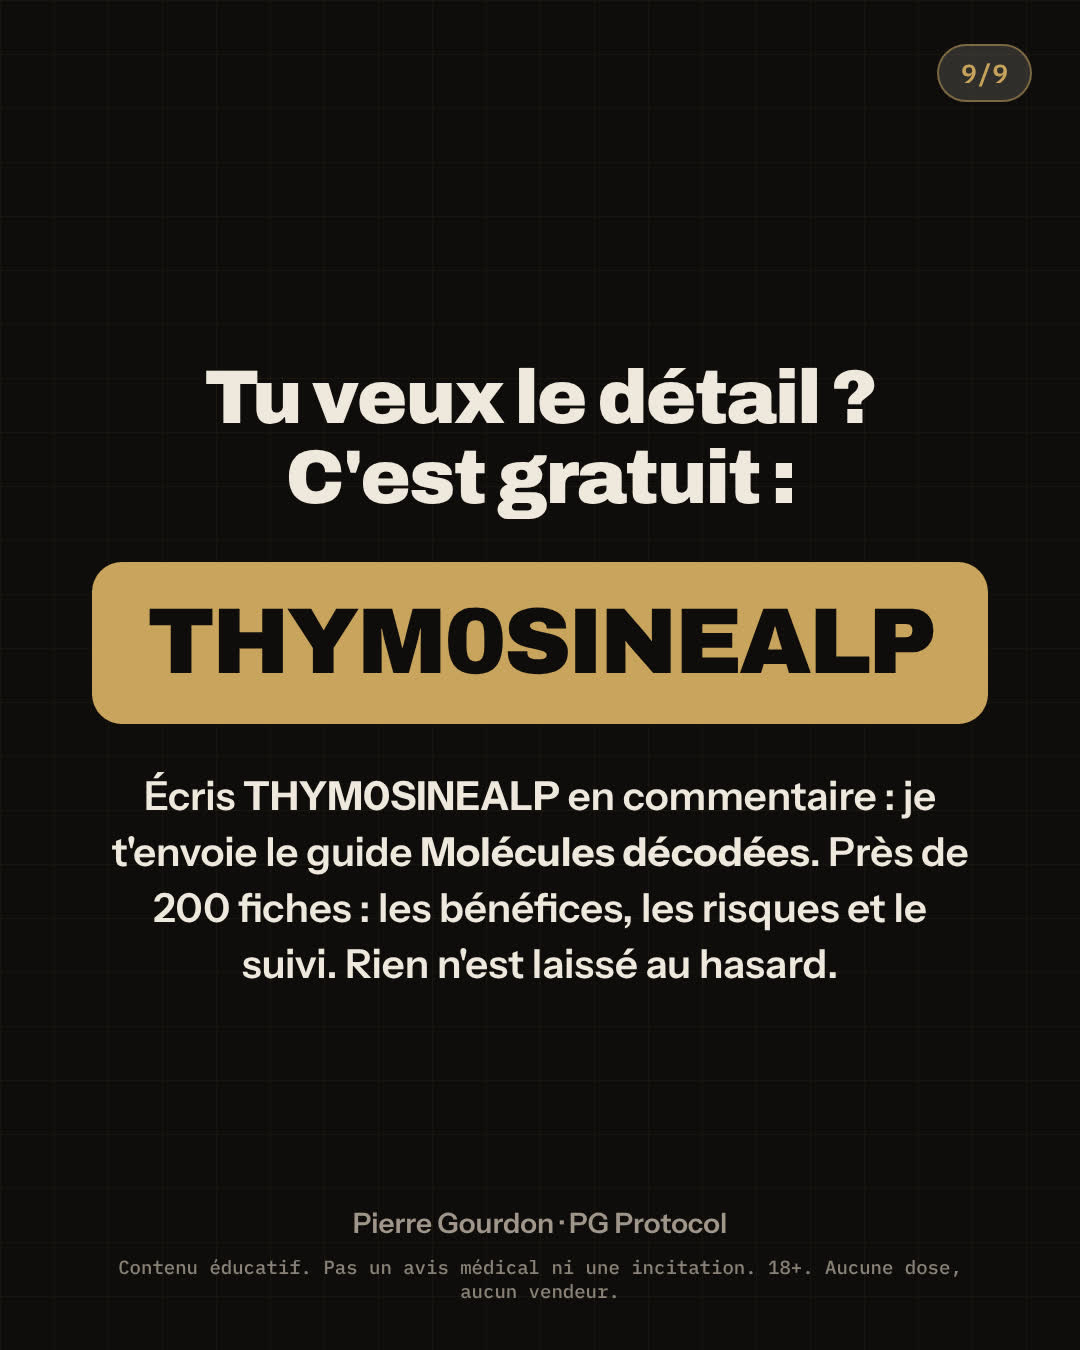 9/9
Tu veux le détail ?
C'est gratuit :
THYM0SINEALP
Écris THYM0SINEALP en commentaire : je
t'envoie le guide Molécules décodées. Près de
200 fiches : les bénéfices, les risques et le
suivi. Rien n'est laissé au hasard.
Pierre Gourdon · PG Protocol
Contenu éducatif. Pas un avis médical ni une incitation. 18+. Aucune dose,
aucun vendeur.